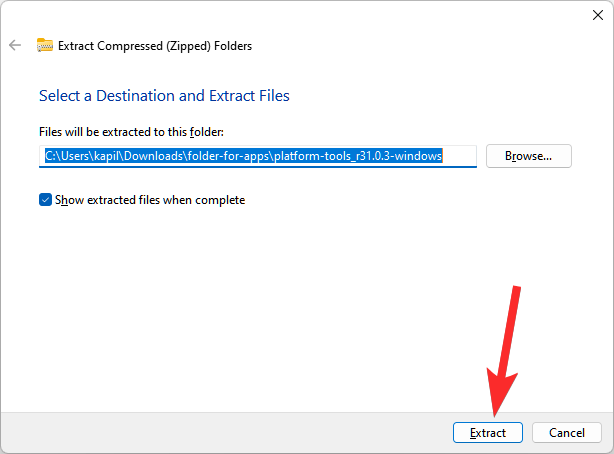 Extract Compressed (Zipped) Folders
Select a Destination and Extract Files
Files will be extracted to this folder:
C:\Users\kapil\Downloads\folder-for-apps\platform-tools_r31.0.3-windows
Browse...
Show extracted files when complete
Extract
Cancel